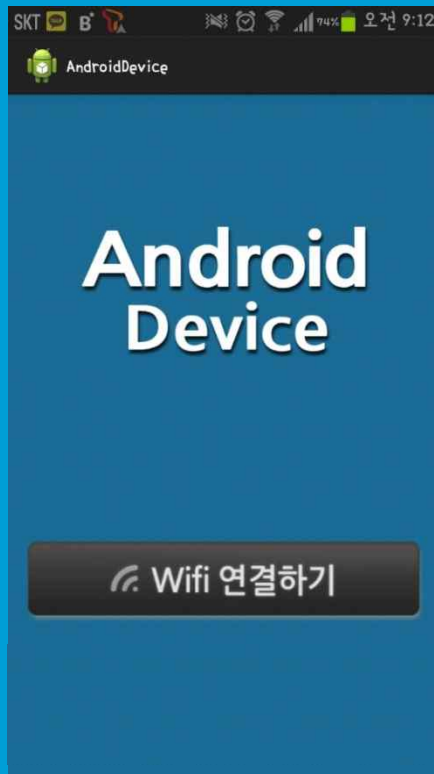 SKT B 74% 오전 9:12
AndroidDevice
Android
Device
Wifi 연결하기